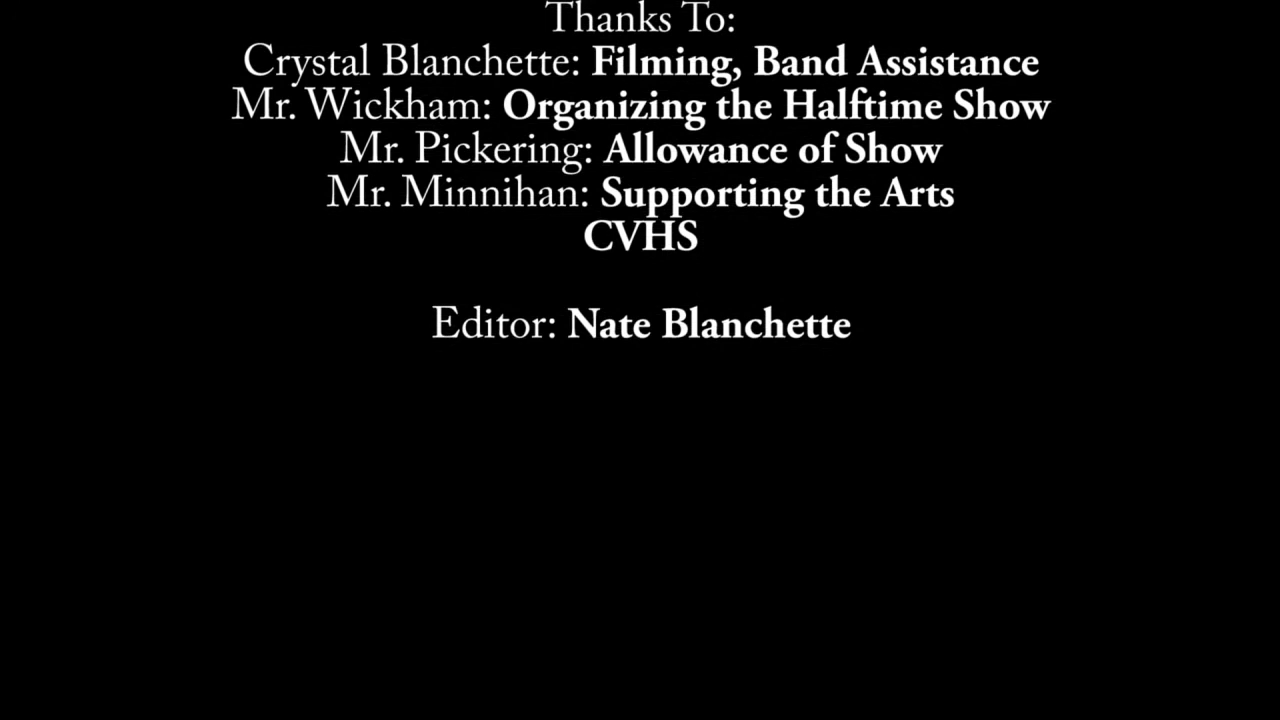 Thanks To:
Crystal Blanchette: Filming, Band Assistance
Mr. Wickham: Organizing the Halftime Show
Mr. Pickering: Allowance of Show
Mr. Minnihan: Supporting the Arts
CVHS
Editor: Nate Blanchette